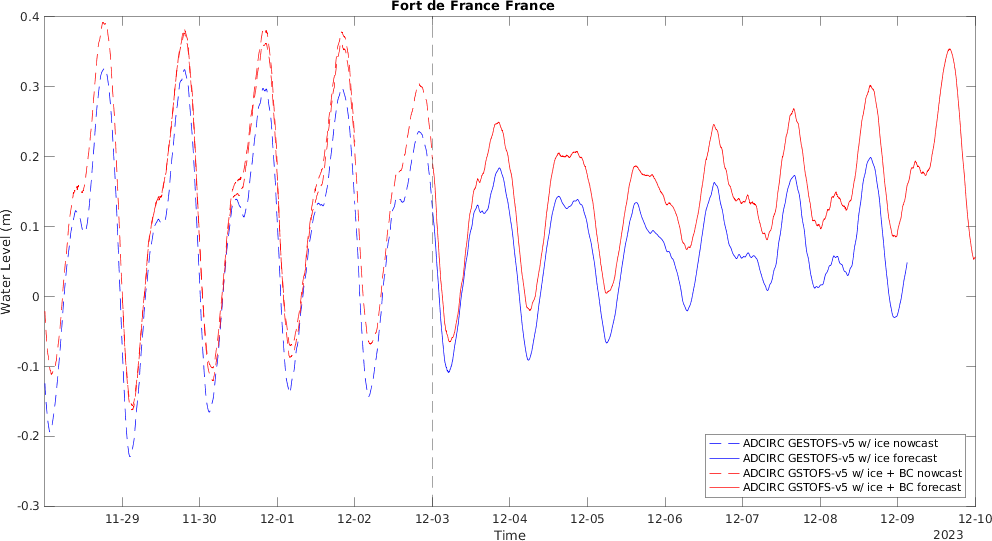 Fort de France France
0.4
0.3
0.2
0.1
0
-0.1
-0.2
-0.3
Water Level (m)
11-29 11-30 12-01 12-02 12-03 12-04 12-05 12-06 12-07 12-08 12-09 12-10
Time
2023
ADCIRC GESTOFS-v5 w/ ice nowcast
ADCIRC GESTOFS-v5 w/ ice forecast
ADCIRC GSTOFS-v5 w/ ice + BC nowcast
ADCIRC GSTOFS-v5 w/ ice + BC forecast